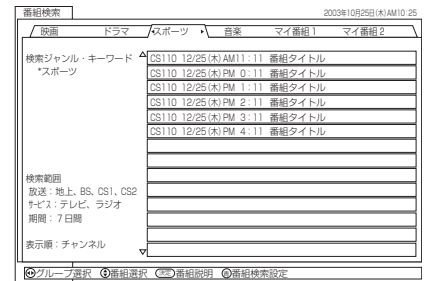 番組検索
2003年10月25日(木)AM10:25
映画 ドラマ スポーツ 音楽 マイ番組1 マイ番組2
検索ジャンル・キーワード
*スポーツ
CS110 12/25(木)AM11:11 番組タイトル
CS110 12/25(木)PM 0:11 番組タイトル
CS110 12/25(木)PM 1:11 番組タイトル
CS110 12/25(木)PM 2:11 番組タイトル
CS110 12/25(木)PM 3:11 番組タイトル
CS110 12/25(木)PM 4:11 番組タイトル
検索範囲
放送:地上、BS、CS1、CS2
サービス:テレビ、ラジオ
期間:7日間
表示順:チャンネル
グループ選択 番組選択 決定 番組説明 番組検索設定